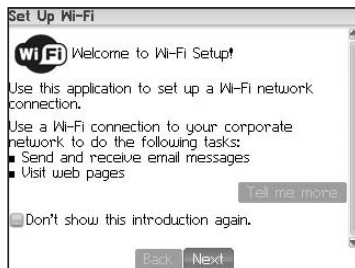 Set Up Wi-Fi
Wi Fi Welcome to Wi-Fi Setup!
Use this application to set up a Wi-Fi network
connection.
Use a Wi-Fi connection to your corporate
network to do the following tasks:
▪ Send and receive email messages
▪ Visit web pages
Tell me more
Don't show this introduction again.
Back Next